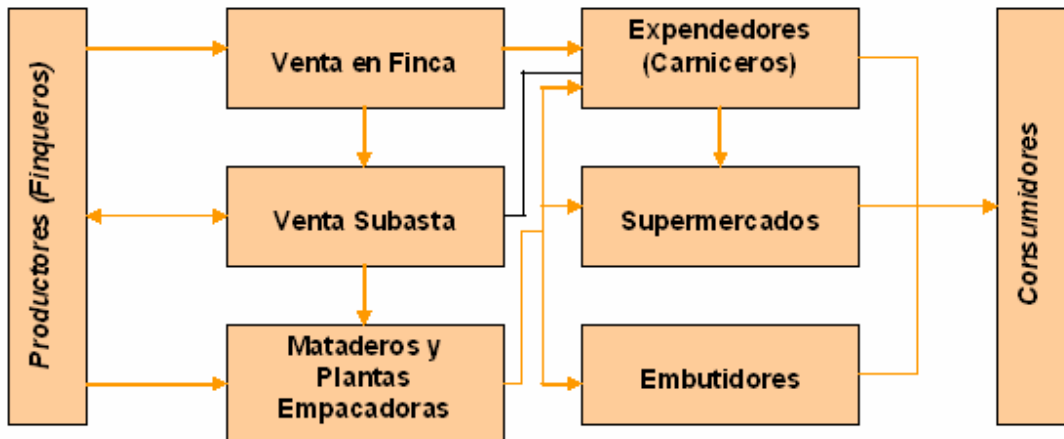 Productores (Finqueros)
Venta en Finca
Venta Subasta
Mataderos y
Plantas
Empacadoras
Expendedores
(Carniceros)
Supermercados
Embutidores
Consumidores